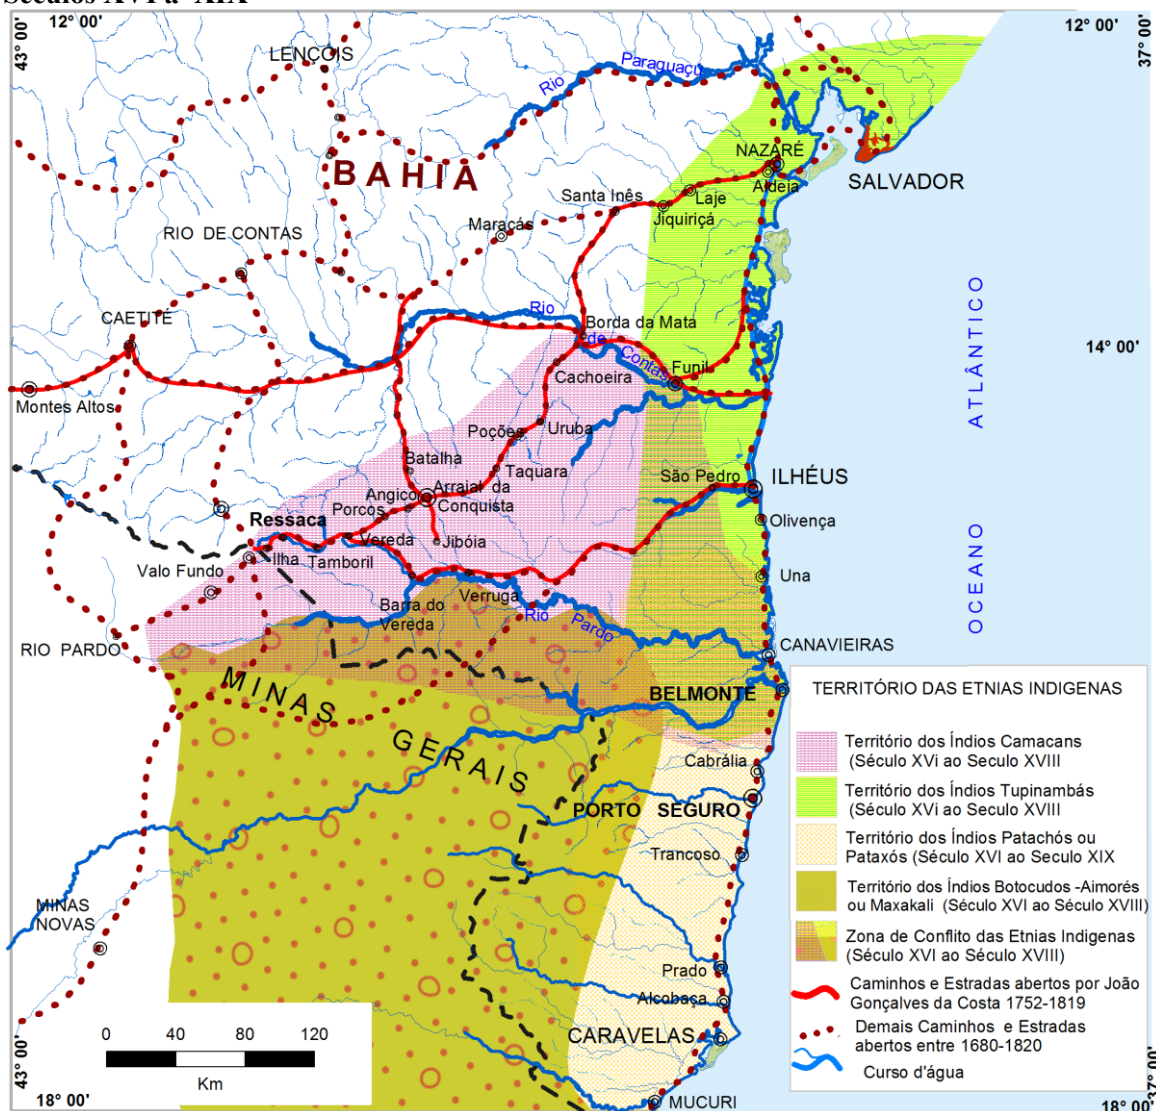 Séculos XVI a XIX
43° 00'
12° 00'
12° 00'
37° 00'
LENÇOIS
Rio Paraguaçu
BAHIA
NAZARÉ
Aldeia
SALVADOR
Santa Inês
Laje
Jiquiriçá
Maracás
RIO DE CONTAS
CAETITÉ
Rio de Contas
Borda da Mata
Funil
Cachoeira
14° 00'
OCEANO ATLÂNTICO
Montes Altos
Poções
Uruba
Batalha
Taquara
São Pedro
ILHÉUS
Angico
Arraial da
Conquista
Porcos
Olivença
Ressaca
Vereda
Jibóia
Ilha
Tamboril
Valo Fundo
Una
Verruga
Barra do
Vereda
Rio Pardo
RIO PARDO
CANAVIEIRAS
MINAS GERAIS
BELMONTE
Cabrália
PORTO SEGURO
Trancoso
MINAS
NOVAS
Prado
Alcobaça
CARAVELAS
MUCURI
0 40 80 120
Km
43° 00'
18° 00'
18° 00'
37° 00'
TERRITÓRIO DAS ETNIAS INDIGENAS
Território dos Índios Camacans
(Século XVi ao Seculo XVIII
Território dos Índios Tupinambás
(Século XVi ao Seculo XVIII
Território dos Índios Patachós ou
Pataxós (Século XVI ao Seculo XIX
Território dos Índios Botocudos -Aimorés
ou Maxakali (Século XVI ao Século XVIII)
Zona de Conflito das Etnias Indigenas
(Século XVI ao Século XVIII)
Caminhos e Estradas abertos por João
Gonçalves da Costa 1752-1819
Demais Caminhos e Estradas
abertos entre 1680-1820
Curso d'água